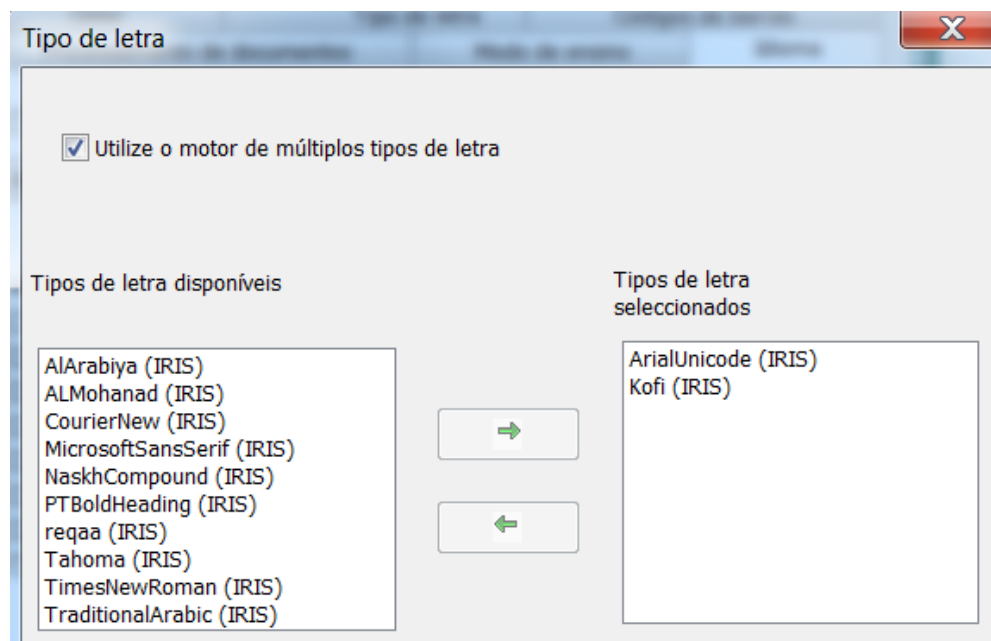 Tipo de letra
Utilize o motor de múltiplos tipos de letra
Tipos de letra disponíveis
AlArabiya (IRIS)
ALMohanad (IRIS)
CourierNew (IRIS)
MicrosoftSansSerif (IRIS)
NaskhCompound (IRIS)
PTBoldHeading (IRIS)
reqaa (IRIS)
Tahoma (IRIS)
TimesNewRoman (IRIS)
TraditionalArabic (IRIS)
Tipos de letra
seleccionados
ArialUnicode (IRIS)
Kofi (IRIS)